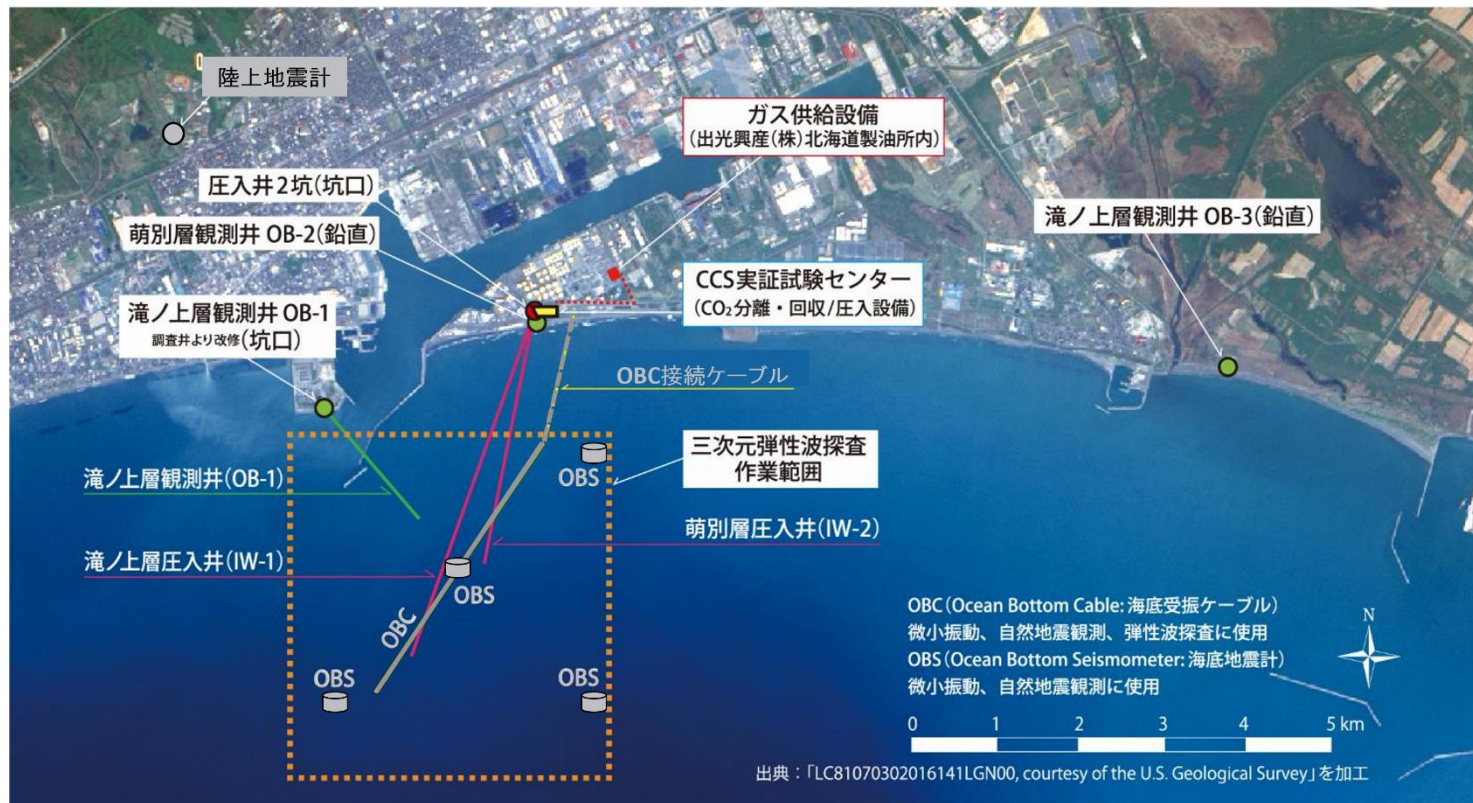 陸上地震計
ガス供給設備
(出光興産(株)北海道製油所内)
圧入井2坑(坑口)
萌別層観測井 OB-2(鉛直)
滝ノ上層観測井 OB-3(鉛直)
CCS実証試験センター
(CO₂分離・回収/圧入設備)
滝ノ上層観測井 OB-1
調査井より改修(坑口)
OBC接続ケーブル
三次元弾性波探査
作業範囲
OBS
滝ノ上層観測井(OB-1)
萌別層圧入井(IW-2)
滝ノ上層圧入井(IW-1)
OBS
OBC
OBS
OBS
OBC(Ocean Bottom Cable:海底受振ケーブル)
微小振動、自然地震観測、弾性波探査に使用
OBS(Ocean Bottom Seismometer:海底地震計)
微小振動、自然地震観測に使用
N
0 1 2 3 4 5 km
出典:「LC81070302016141LGN00, courtesy of the U.S. Geological Survey」を加工